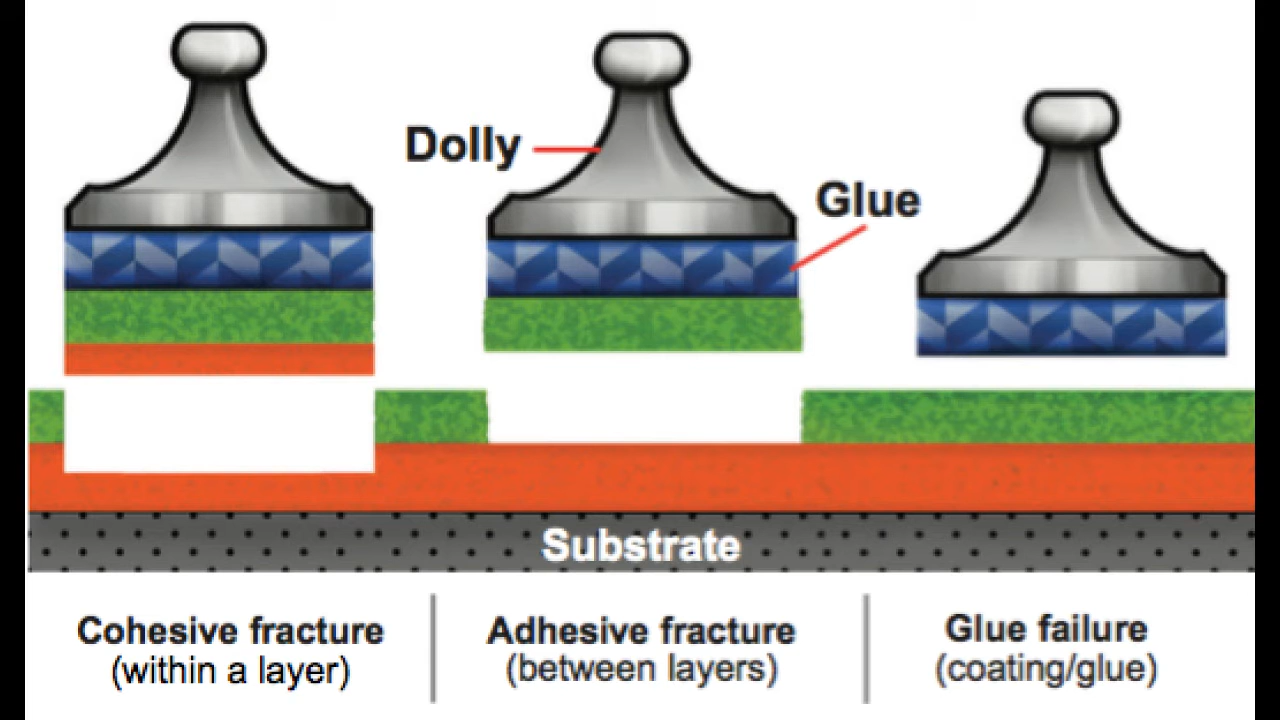 Dolly
Glue
Substrate
Cohesive fracture
(within a layer)
Adhesive fracture
(between layers)
Glue failure
(coating/glue)